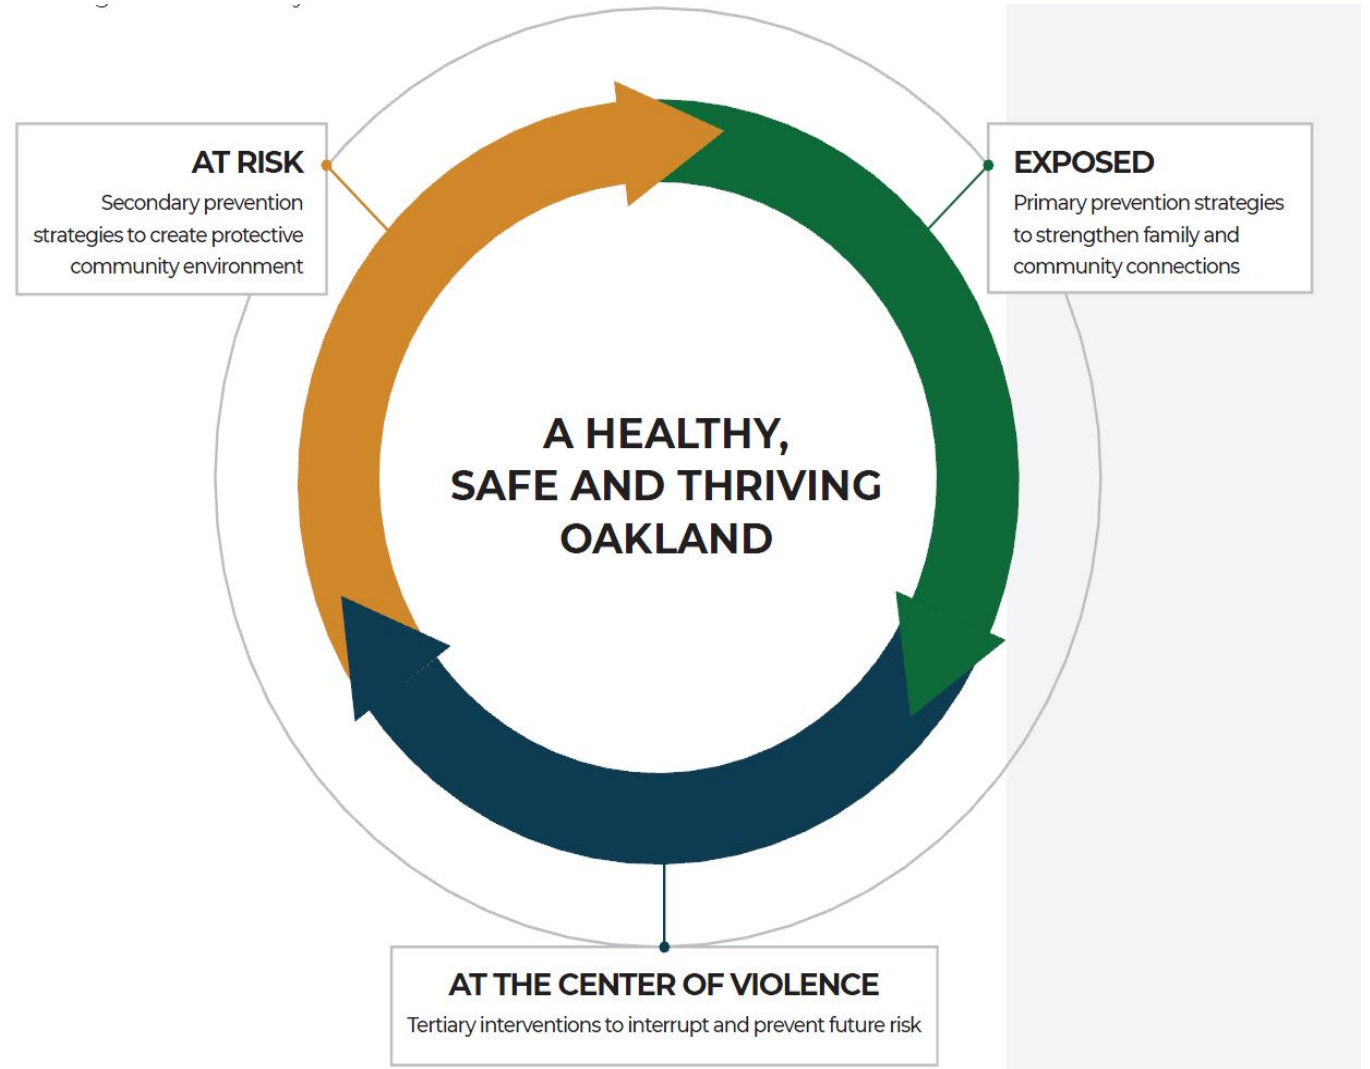 AT RISK
Secondary prevention
strategies to create protective
community environment
EXPOSED
Primary prevention strategies
to strengthen family and
community connections
A HEALTHY,
SAFE AND THRIVING
OAKLAND
AT THE CENTER OF VIOLENCE
Tertiary interventions to interrupt and prevent future risk